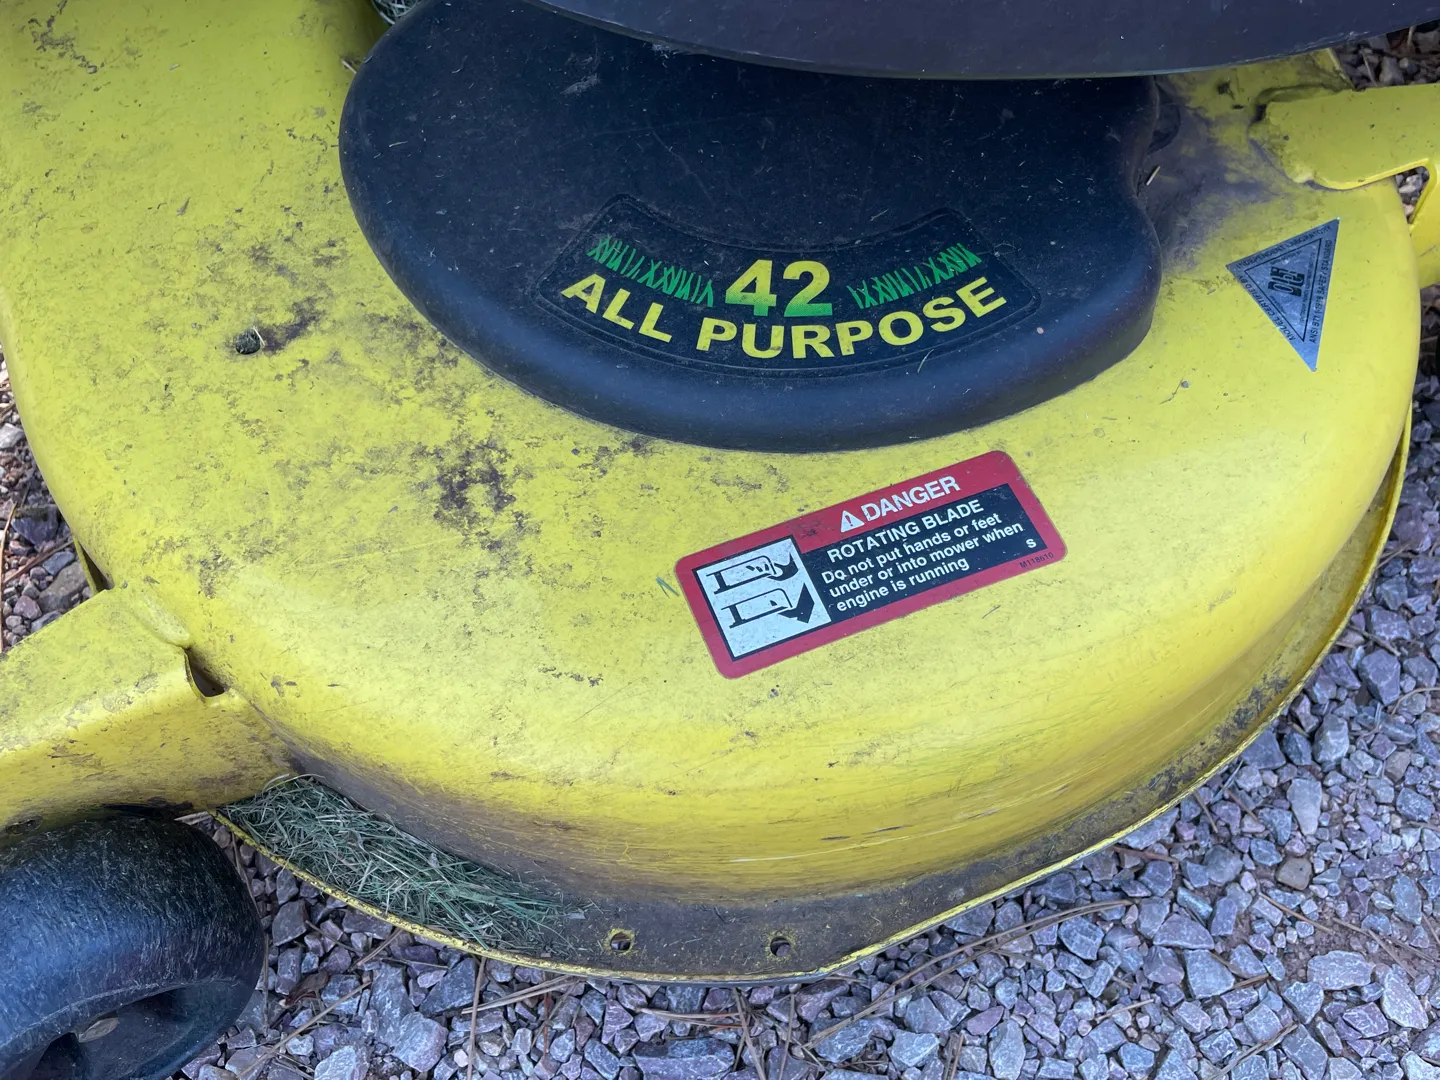 42
ALL PURPOSE
DANGER
ROTATING BLADE
Do not put hands or feet
under or into mower when
engine is running
S